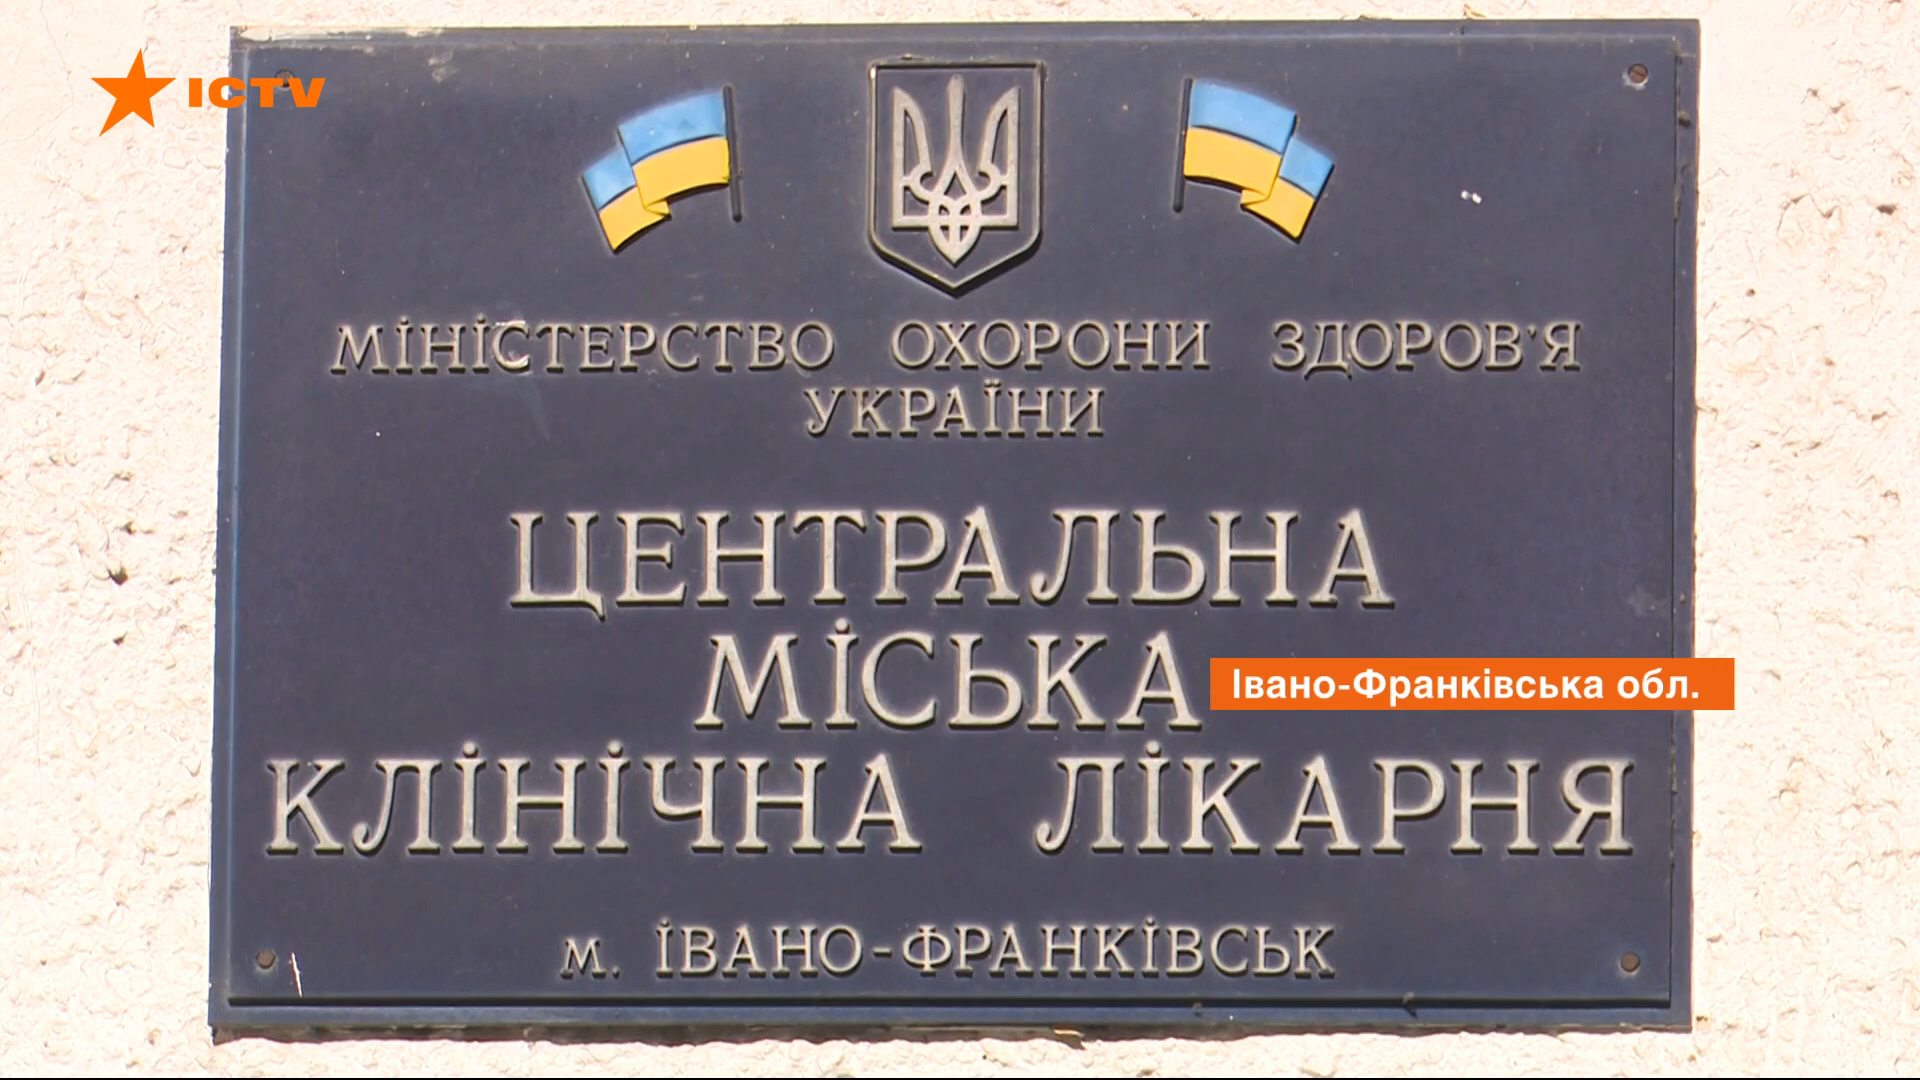 ICTV
МІНІСТЕРСТВО ОХОРОНИ ЗДОРОВ'Я
УКРАЇНИ
ЦЕНТРАЛЬНА
МІСЬКА
Івано-Франківська обл.
КЛІНІЧНА ЛІКАРНЯ
м. ІВАНО-ФРАНКІВСЬК